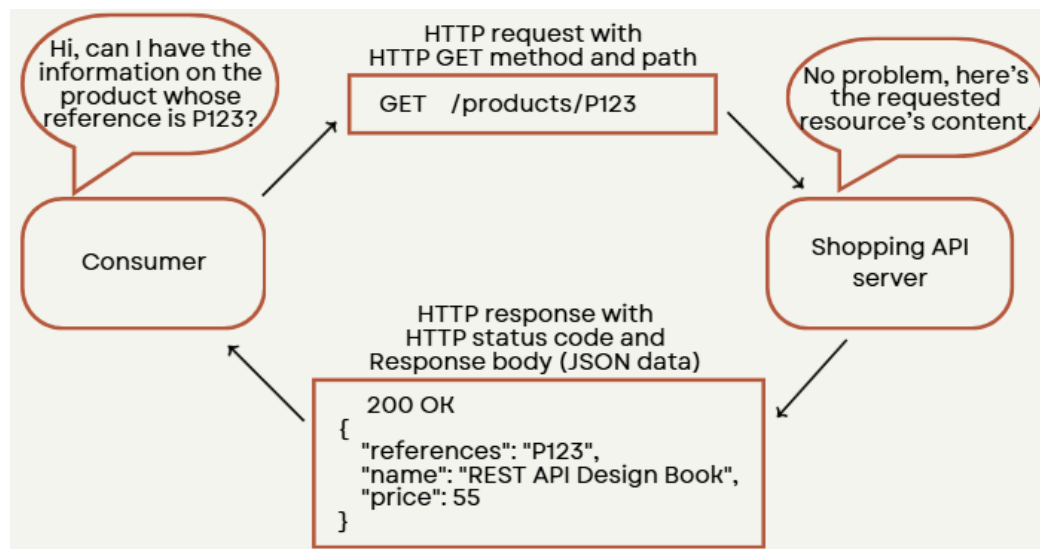 Hi, can I have the
information on the
product whose
reference is P123?
HTTP request with
HTTP GET method and path
GET /products/P123
No problem, here's
the requested
resource's content.
Consumer
Shopping API
server
HTTP response with
HTTP status code and
Response body (JSON data)
200 OK
{
"references": "P123",
"name": "REST API Design Book",
"price": 55
}